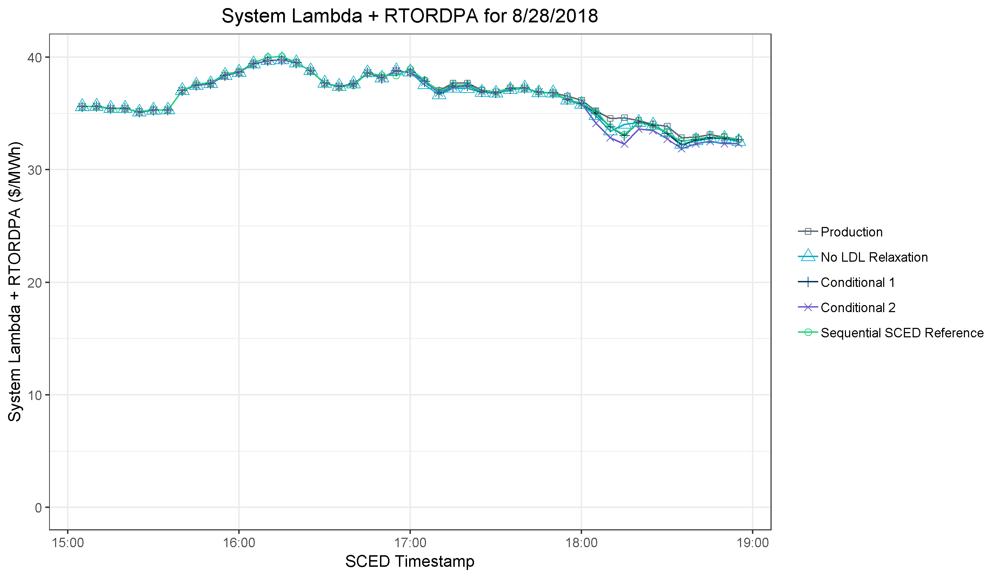 System Lambda + RTORDPA for 8/28/2018
System Lambda + RTORDPA ($/MWh)
40
30
20
10
0
15:00
16:00
17:00
18:00
19:00
SCED Timestamp
Production
No LDL Relaxation
Conditional 1
Conditional 2
Sequential SCED Reference